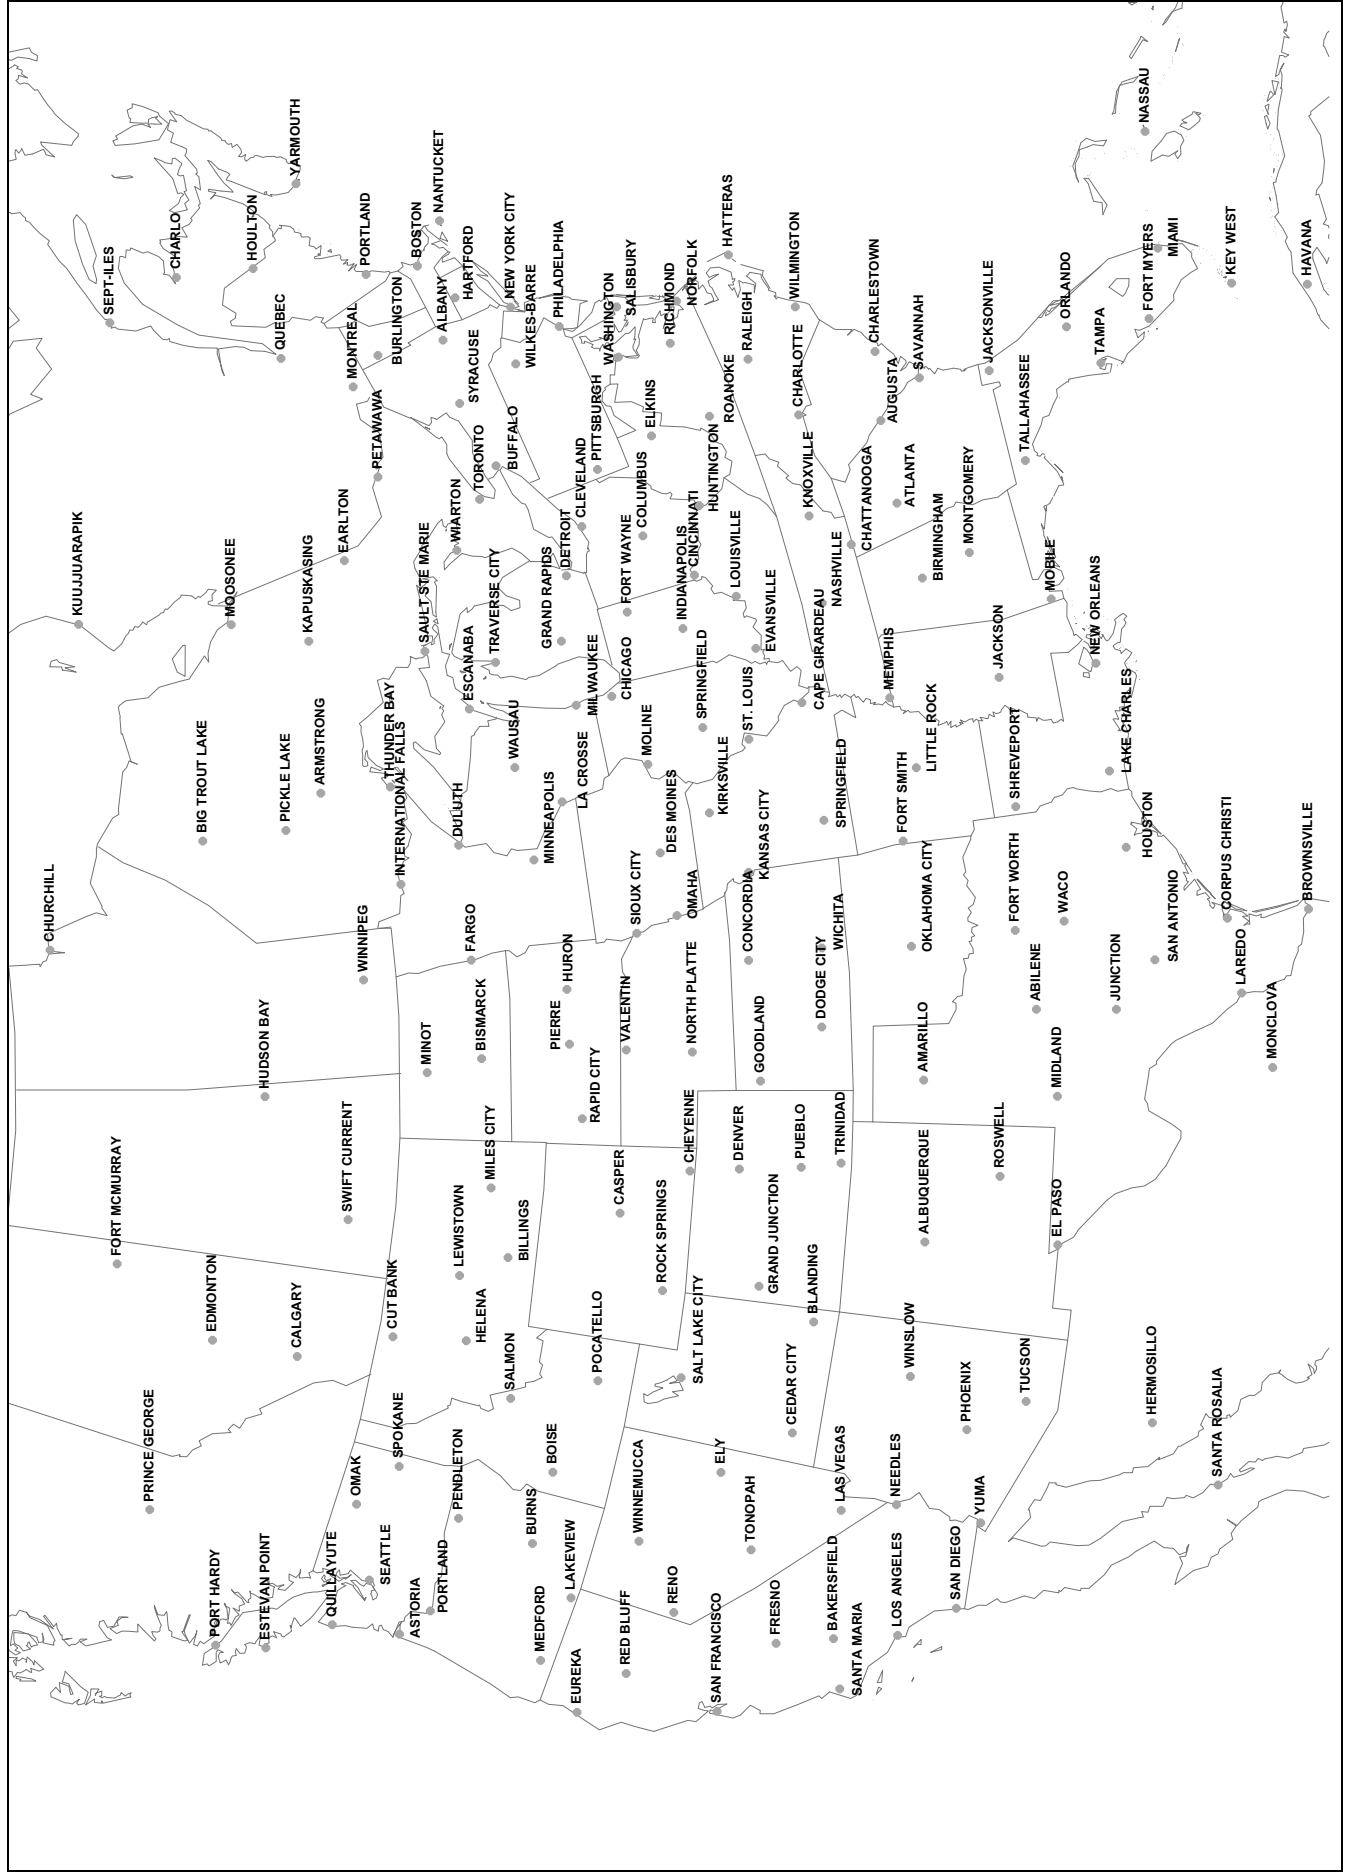 CHURCHILL
KUUJUARAPIK
SEPT-ILES
FORT MCMURRAY
PRINCE GEORGE
BIG TROUT LAKE
MOOSONEE
CHARLO
EDMONTON
PORT HARDY
HUDSON BAY
PICKLE LAKE
KAPUSKASING
QUEBEC
HOULTON
ESTEVAN POINT
CALGARY
ARMSTRONG
EARLTON
YARMOUTH
QUILLAYUTE
OMAK
SWIFT CURRENT
WINNIPEG
MONTREAL
PORTLAND
SEATTLE
SPOKANE
CUT BANK
INTERNATIONAL FALLS
THUNDER BAY
PETAWAWA
BURLINGTON
BOSTON
NANTUCKET
ASTORIA
PORTLAND
PENDLETON
HELENA
LEWISTOWN
MINOT
FARGO
DULUTH
SAULT STE MARIE
WIARTON
ALBANY
HARTFORD
SALMON
MILES CITY
BILLINGS
BISMARCK
ESCANABA
TORONTO
SYRACUSE
NEW YORK CITY
MEDFORD
BURNS
BOISE
WAUSAU
TRAVERSE CITY
BUFFALO
WILKES-BARRE
EUREKA
LAKEVIEW
POCATELLO
RAPID CITY
PIERRE
HURON
MINNEAPOLIS
LA CROSSE
MILWAUKEE
GRAND RAPIDS
DETROIT
CLEVELAND
PITTSBURGH
PHILADELPHIA
RED BLUFF
WINNEMUCCA
CASPER
VALENTIN
SIOUX CITY
MOLINE
CHICAGO
FORT WAYNE
COLUMBUS
WASHINGTON
SALISBURY
RENO
SALT LAKE CITY
ROCK SPRINGS
CHEYENNE
NORTH PLATTE
OMAHA
DES MOINES
INDIANAPOLIS
CINCINNATI
ELKINS
RICHMOND
NORFOLK
SAN FRANCISCO
ELY
KIRKSVILLE
SPRINGFIELD
HUNTINGTON
ROANOKE
HATTERAS
TONOPAH
GRAND JUNCTION
DENVER
GOODLAND
CONCORDIA
KANSAS CITY
ST. LOUIS
EVANSVILLE
LOUISVILLE
RALEIGH
FRESNO
CEDAR CITY
BLANDING
PUEBLO
DODGE CITY
WICHITA
SPRINGFIELD
CAPE GIRARDEAU
NASHVILLE
KNOXVILLE
CHARLOTTE
WILMINGTON
SANTA MARIA
BAKERSFIELD
LAS VEGAS
TRINIDAD
LOS ANGELES
NEEDLES
WINSLOW
ALBUQUERQUE
AMARILLO
OKLAHOMA CITY
FORT SMITH
LITTLE ROCK
MEMPHIS
CHATTANOOGA
ATLANTA
AUGUSTA
CHARLESTOWN
SAVANNAH
SAN DIEGO
YUMA
PHOENIX
BIRMINGHAM
MONTGOMERY
JACKSONVILLE
TUCSON
ROSWELL
ABILENE
FORT WORTH
SHREVEPORT
JACKSON
TALLAHASSEE
EL PASO
MIDLAND
WACO
MOBILE
ORLANDO
JUNCTION
HOUSTON
LAKE CHARLES
NEW ORLEANS
TAMPA
HERMOSILLO
SAN ANTONIO
FORT MYERS
MIAMI
NASSAU
SANTA ROSALIA
LAREDO
CORPUS CHRISTI
KEY WEST
MONCLOVA
BROWNSVILLE
HAVANA